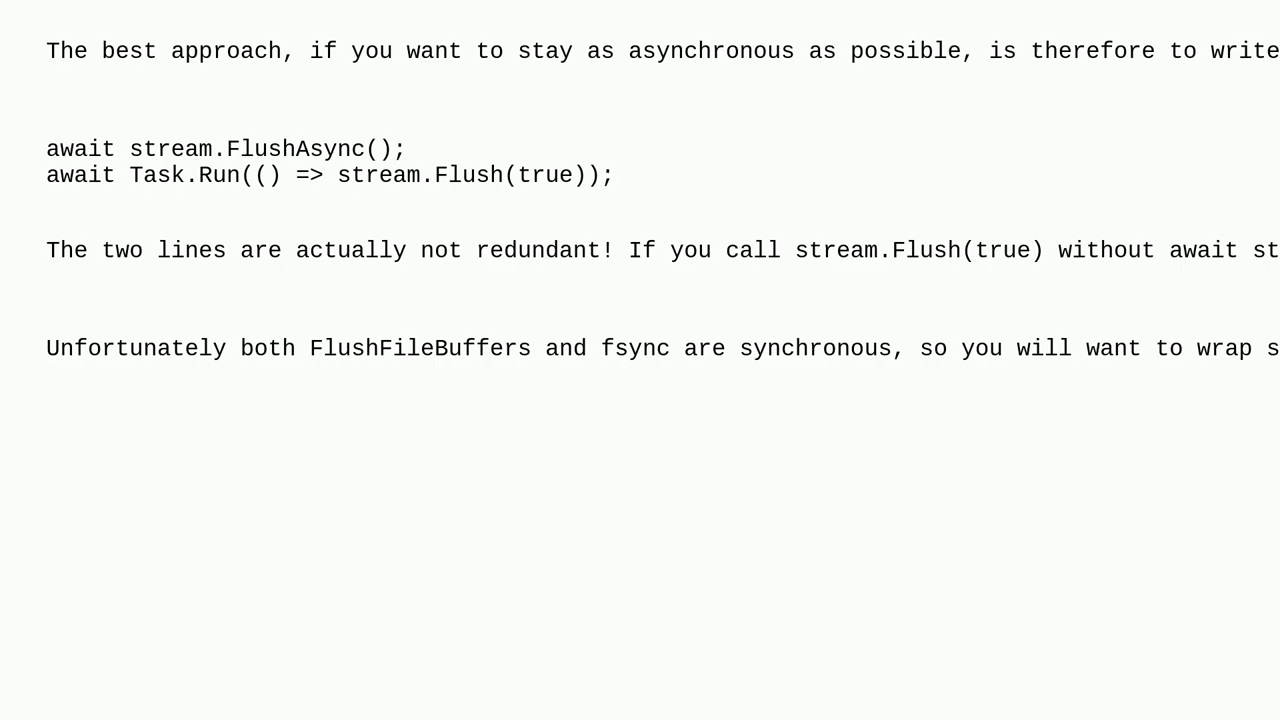 The best approach, if you want to stay as asynchronous as possible, is therefore to write
await stream.FlushAsync();
await Task.Run(() => stream.Flush(true));
The two lines are actually not redundant! If you call stream.Flush(true) without await st
Unfortunately both FlushFileBuffers and fsync are synchronous, so you will want to wrap s